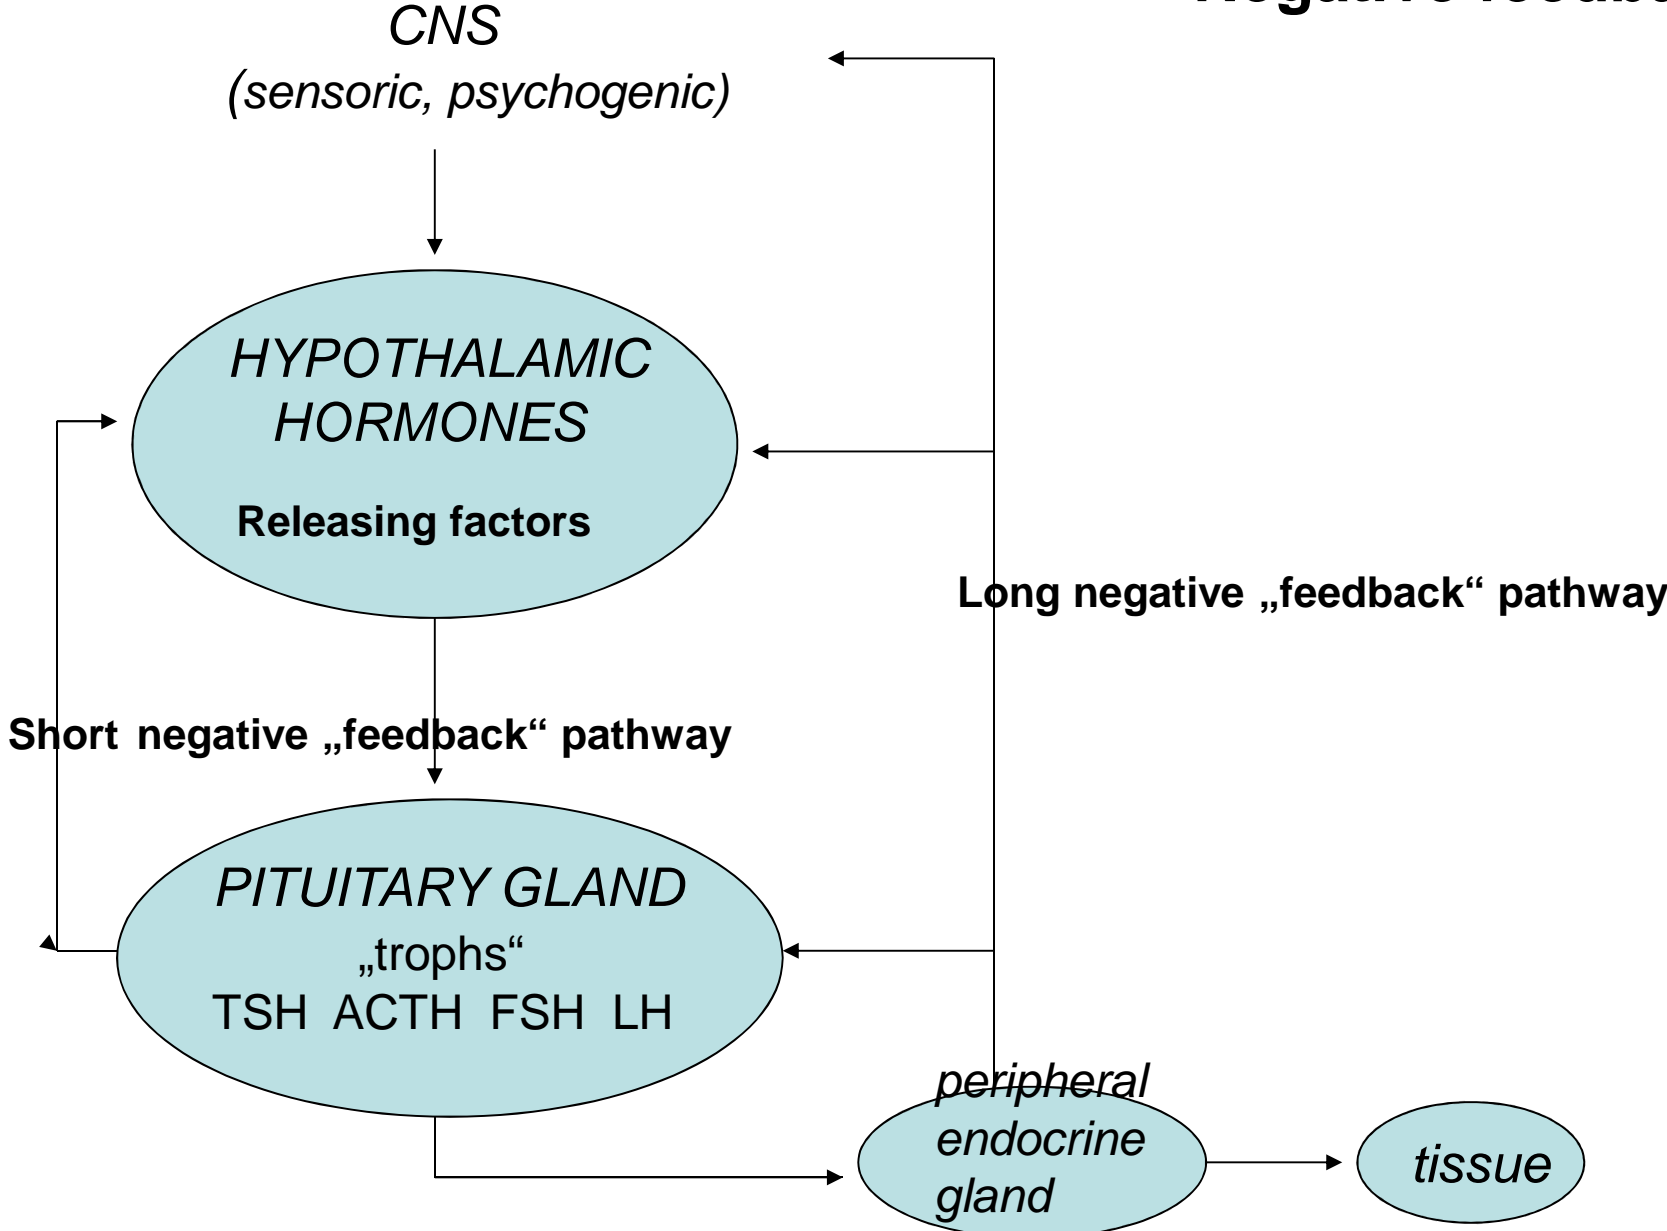 CNS
(sensoric, psychogenic)
HYPOTHALAMIC
HORMONES
Releasing factors
Long negative „feedback“ pathway
Short negative „feedback“ pathway
PITUITARY GLAND
„trophs“
TSH ACTH FSH LH
peripheral
endocrine
gland
tissue